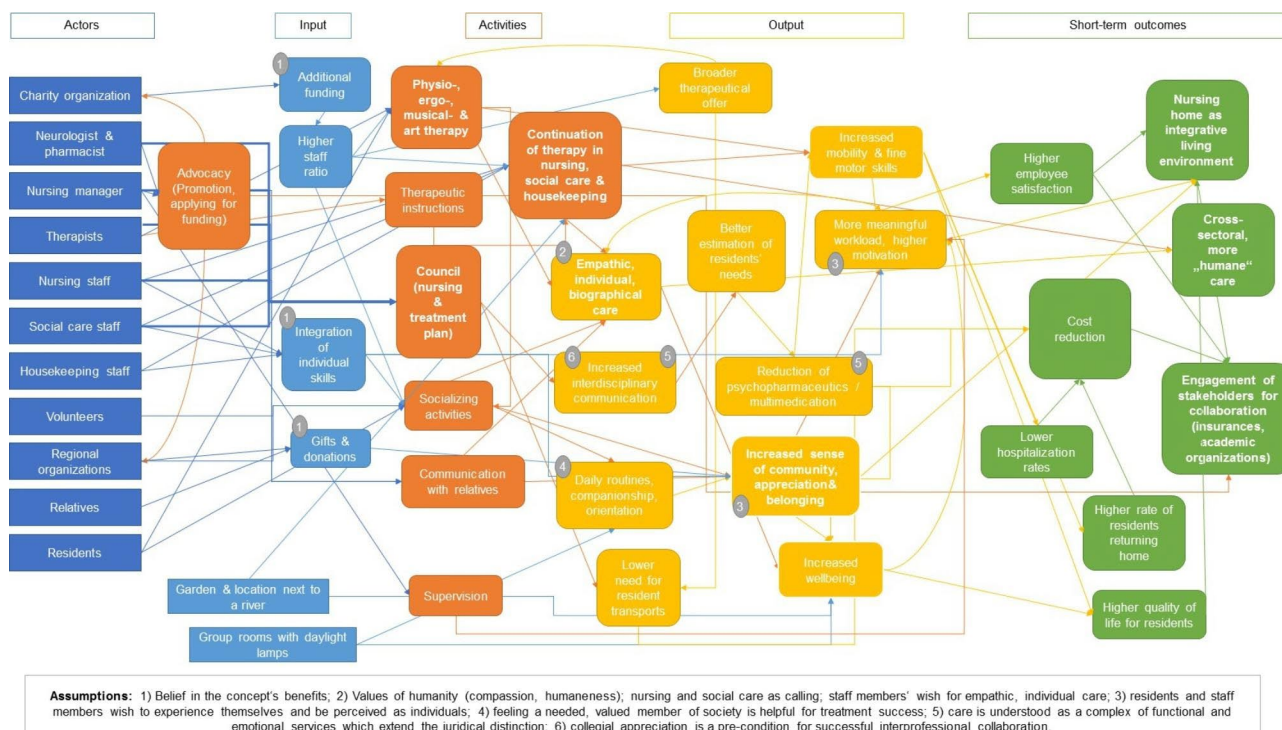 Actors
Input
Activities
Output
Short-term outcomes
Charity organization
Neurologist &
pharmacist
Nursing manager
Therapists
Nursing staff
Social care staff
Housekeeping staff
Volunteers
Regional
organizations
Relatives
Residents
Advocacy
(Promotion,
applying for
funding)
1
Additional
funding
Higher
staff
ratio
1
Integration
of
individual
skills
1
Gifts &
donations
Garden & location next to
a river
Group rooms with daylight
lamps
Physio-,
ergo-,
musical- &
art therapy
Therapeutic
instructions
Council
(nursing
&
treatment
plan)
Socializing
activities
Communication
with relatives
Supervision
Continuation
of therapy in
nursing,
social care &
housekeeping
2
Empathic,
individual,
biographical
care
6
5
Increased
interdisciplinary
communication
4
Daily routines,
companionship,
orientation
Lower
need for
resident
transports
Broader
therapeutical
offer
Better
estimation of
residents'
needs
Increased
mobility & fine
motor skills
More meaningful
workload, higher
motivation
3
5
Reduction of
psychopharmaceutics /
multimedication
Increased sense
of community,
appreciation&
belonging
3
Increased
wellbeing
Higher
employee
satisfaction
Cost
reduction
Lower
hospitalization
rates
Higher rate of
residents
returning
home
Higher quality of
life for residents
Nursing
home as
integrative
living
environment
Cross-
sectoral,
more
„humane“
care
Engagement of
stakeholders for
collaboration
(insurances,
academic
organizations)
Assumptions: 1) Belief in the concept's benefits; 2) Values of humanity (compassion, humaneness); nursing and social care as calling; staff members' wish for empathic, individual care; 3) residents and staff
members wish to experience themselves and be perceived as individuals; 4) feeling a needed, valued member of society is helpful for treatment success; 5) care is understood as a complex of functional and
emotional services which extend the juridical distinction; 6) collegial appreciation is a pre-condition for successful interprofessional collaboration.